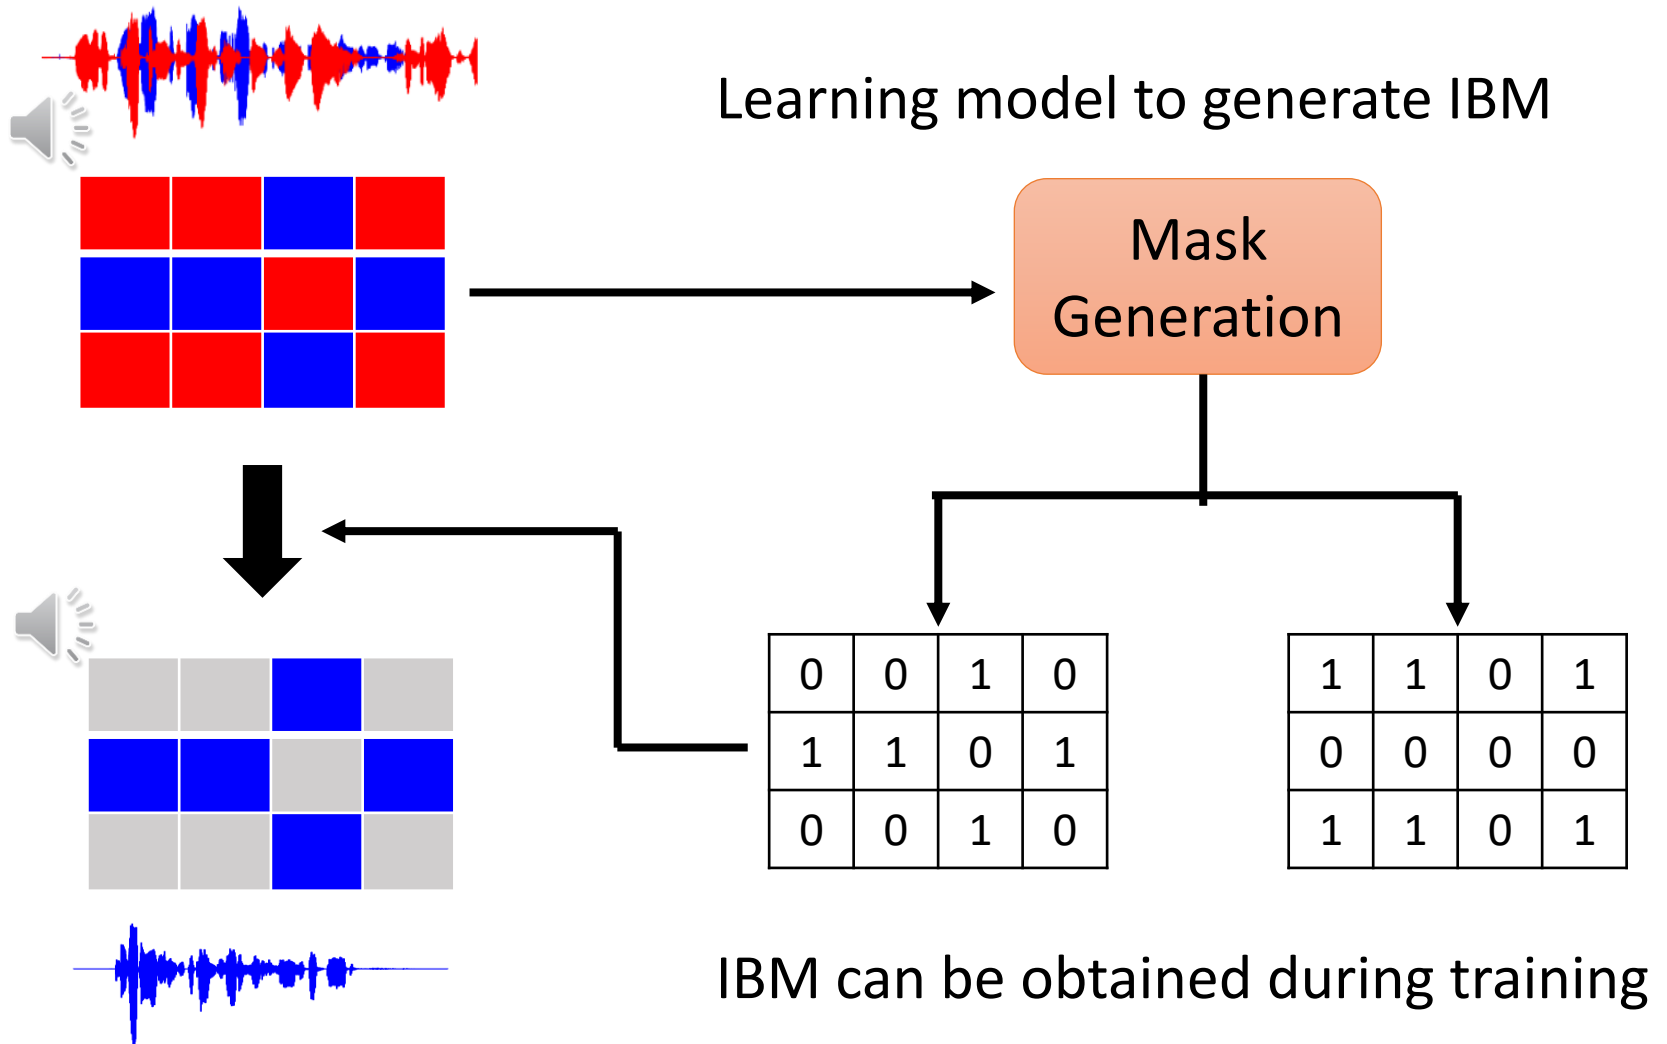 Learning model to generate IBM
Mask
Generation
0 0 1 0
1 1 0 1
0 0 1 0
1 1 0 1
0 0 0 0
1 1 0 1
IBM can be obtained during training